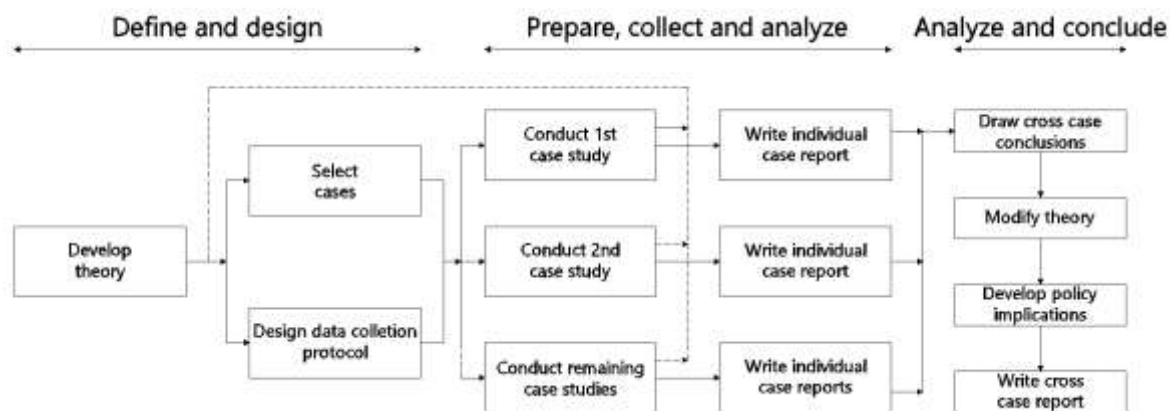 Define and design
Prepare, collect and analyze
Analyze and conclude
Develop
theory
Select
cases
Design data colletion
protocol
Conduct 1st
case study
Conduct 2nd
case study
Conduct remaining
case studies
Write individual
case report
Write individual
case report
Write individual
case reports
Draw cross case
conclusions
Modify theory
Develop policy
implications
Write cross
case report